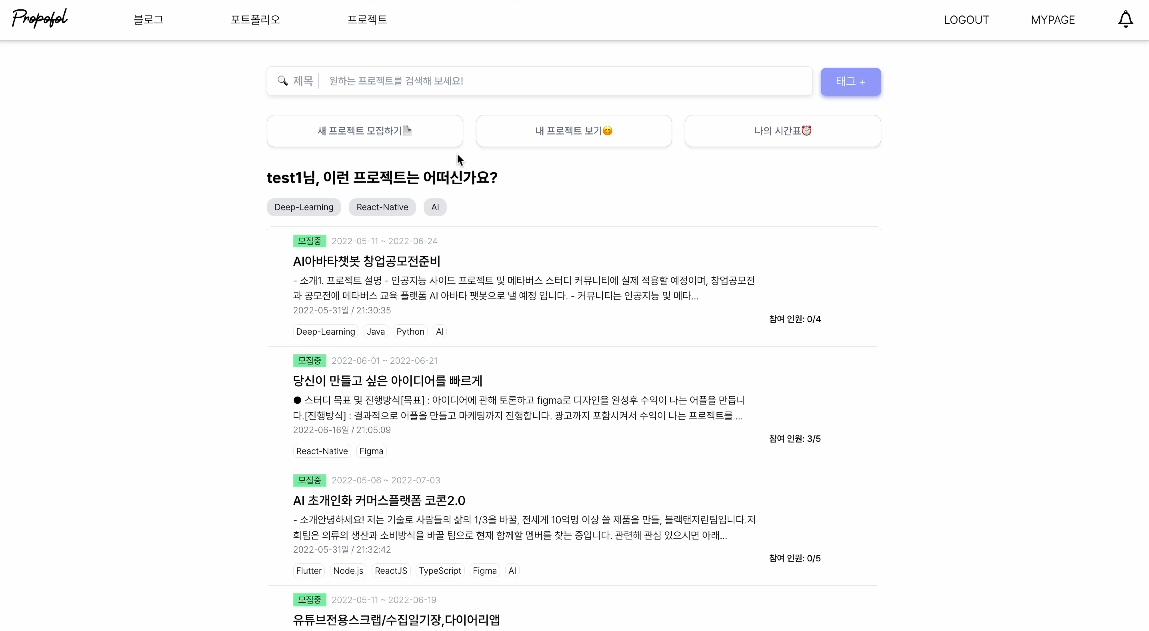 Propofol 블로그 포트폴리오 프로젝트 LOGOUT MYPAGE
제목 원하는 프로젝트를 검색해 보세요! 태그 +
새 프로젝트 모집하기 내 프로젝트 보기😄 나의 시간표⏰
test1님, 이런 프로젝트는 어떠신가요?
Deep-Learning React-Native AI
모집중 2022-05-11 ~ 2022-06-24
AI아바타챗봇 창업공모전준비
- 소개1. 프로젝트 설명 - 인공지능 사이드 프로젝트 및 메타버스 스터디 커뮤니티에 실제 적용할 예정이며, 창업공모전
과 공모전에 메타버스 교육 플랫폼 AI 아바타 챗봇으로 낼 예정 입니다. - 커뮤니티는 인공지능 및 메타...
2022-05-31일 / 21:30:35
참여 인원: 0/4
Deep-Learning Java Python AI
모집중 2022-06-01 ~ 2022-06-21
당신이 만들고 싶은 아이디어를 빠르게
● 스터디 목표 및 진행방식[목표] : 아이디어에 관해 토론하고 figma로 디자인을 완성후 수익이 나는 어플을 만듭니
다.[진행방식] : 결과적으로 어플을 만들고 마케팅까지 진행합니다. 광고까지 포함시켜서 수익이 나는 프로젝트를 ...
2022-06-16일 / 21:05:09
참여 인원: 3/5
React-Native Figma
모집중 2022-05-06 ~ 2022-07-03
AI 초개인화 커머스플랫폼 코콘2.0
- 소개안녕하세요! 저는 기술로 사람들의 삶의 1/3을 바꿀, 전세계 10억명 이상 쓸 제품을 만들, 블랙탠저린팀입니다.저
희팀은 의류의 생산과 소비방식을 바꿀 팀으로 현재 함께할 멤버를 찾는 중입니다. 관련해 관심 있으시면 아래...
2022-05-31일 / 21:32:42
참여 인원: 0/5
Flutter Node.js ReactJS TypeScript Figma AI
모집중 2022-05-11 ~ 2022-06-19
유튜브전용스크랩/수집일기장,다이어리앱